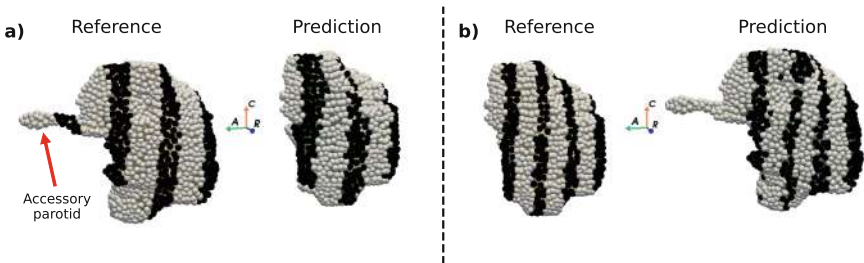 a)
Reference
Prediction
C
A
R
Accessory
parotid
b)
Reference
Prediction
C
A
R